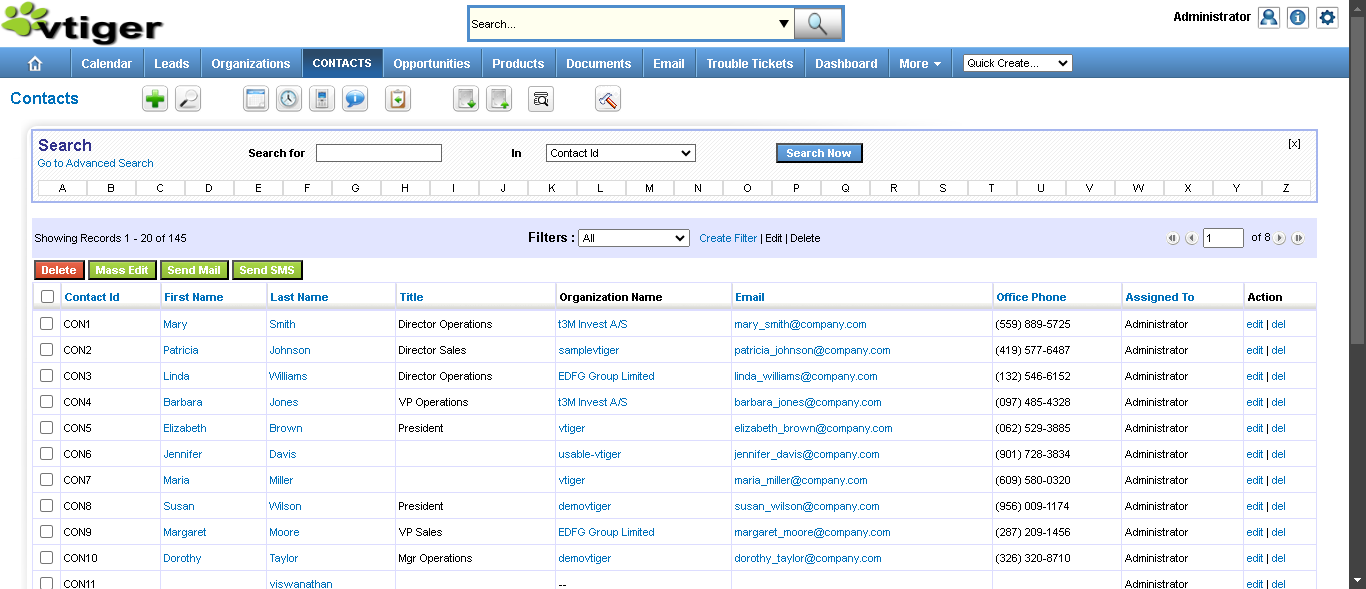 vtiger
Search...
Administrator
Calendar Leads Organizations CONTACTS Opportunities Products Documents Email Trouble Tickets Dashboard More Quick Create...
Contacts
Search
Go to Advanced Search
Search for In Contact Id Search Now [x]
A B C D E F G H I J K L M N O P Q R S T U V W X Y Z
Showing Records 1 - 20 of 145 Filters : All Create Filter | Edit | Delete 1 of 8
Delete Mass Edit Send Mail Send SMS
Contact Id First Name Last Name Title Organization Name Email Office Phone Assigned To Action
CON1 Mary Smith Director Operations t3M Invest A/S mary_smith@company.com (559) 889-5725 Administrator edit | del
CON2 Patricia Johnson Director Sales samplevtiger patricia_johnson@company.com (419) 577-6487 Administrator edit | del
CON3 Linda Williams Director Operations EDFG Group Limited linda_williams@company.com (132) 546-6152 Administrator edit | del
CON4 Barbara Jones VP Operations t3M Invest A/S barbara_jones@company.com (097) 485-4328 Administrator edit | del
CON5 Elizabeth Brown President vtiger elizabeth_brown@company.com (062) 529-3885 Administrator edit | del
CON6 Jennifer Davis usable-vtiger jennifer_davis@company.com (901) 728-3834 Administrator edit | del
CON7 Maria Miller vtiger maria_miller@company.com (609) 580-0320 Administrator edit | del
CON8 Susan Wilson President demovtiger susan_wilson@company.com (956) 009-1174 Administrator edit | del
CON9 Margaret Moore VP Sales EDFG Group Limited margaret_moore@company.com (287) 209-1456 Administrator edit | del
CON10 Dorothy Taylor Mgr Operations demovtiger dorothy_taylor@company.com (326) 320-8710 Administrator edit | del
CON11 viswanathan -- Administrator edit | del